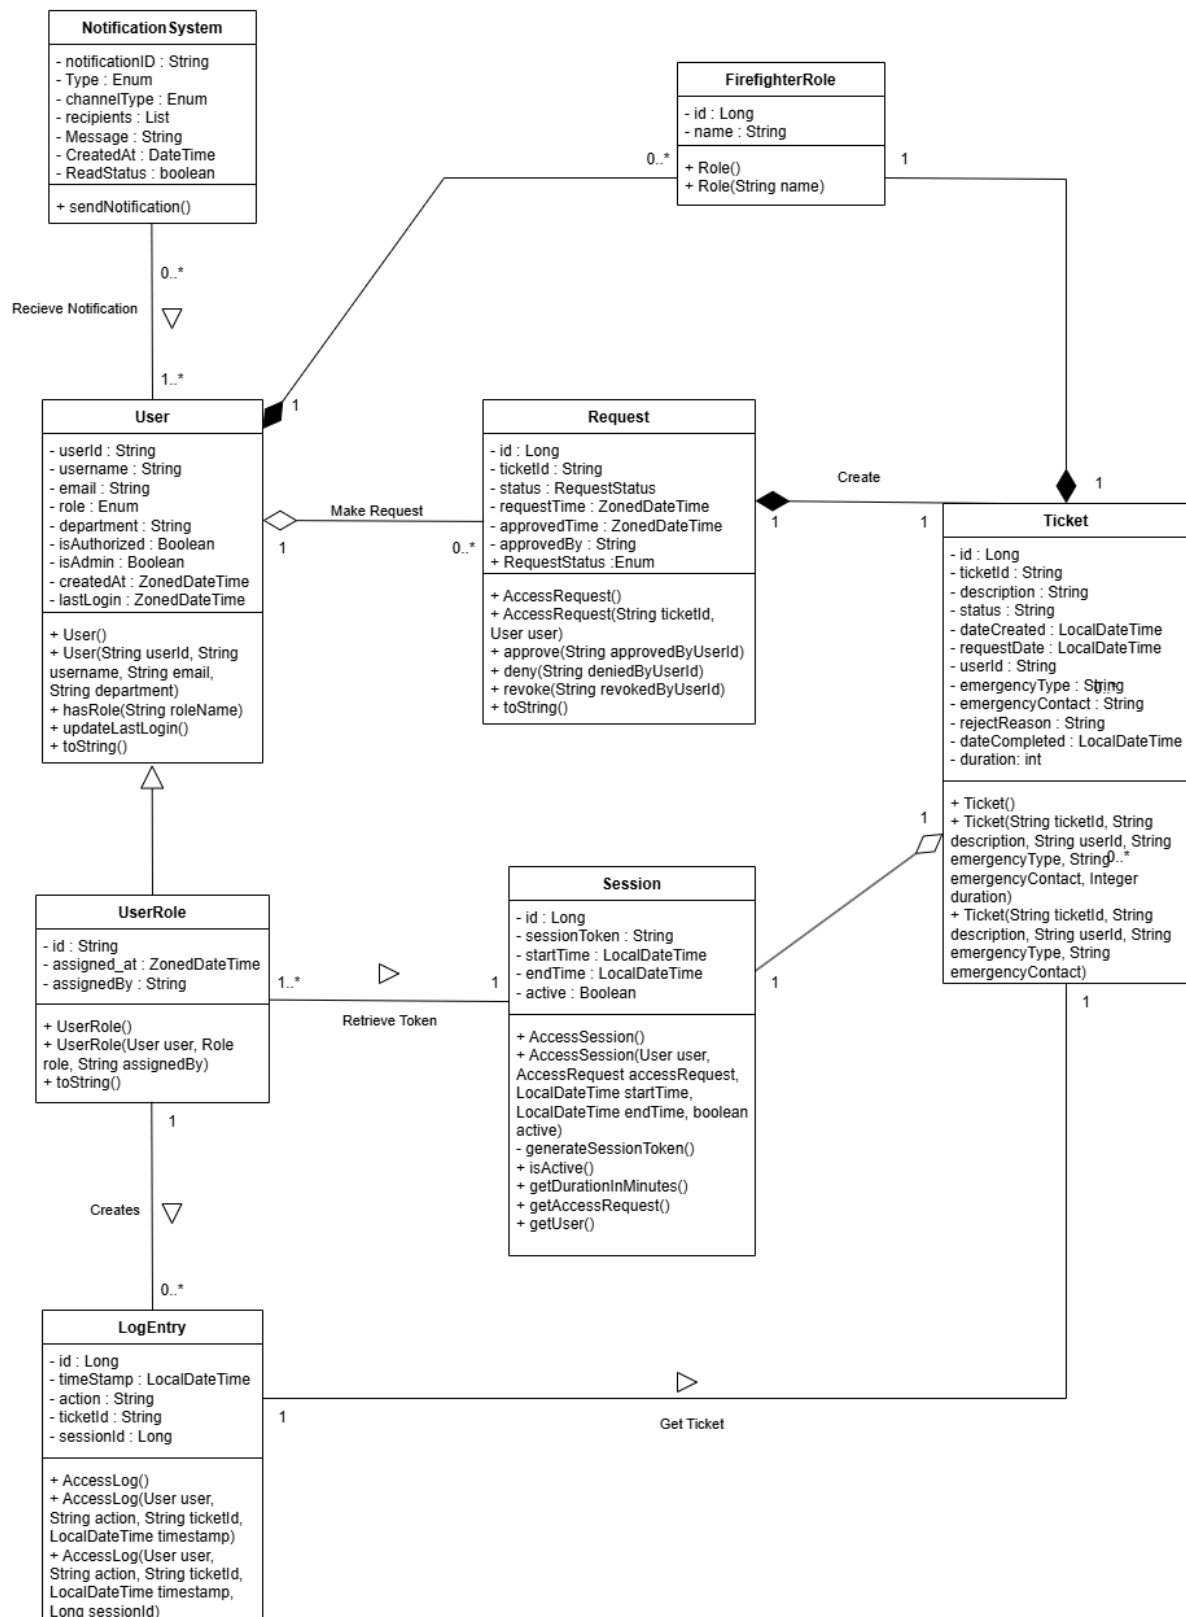 NotificationSystem
- notificationID : String
- Type : Enum
- channelType : Enum
- recipients : List
- Message : String
- CreatedAt : DateTime
- ReadStatus : boolean
+ sendNotification()
FirefighterRole
- id : Long
- name : String
+ Role()
+ Role(String name)
0..*
1
0..*
Recieve Notification
1..*
1
User
- userId : String
- username : String
- email : String
- role : Enum
- department : String
- isAuthorized : Boolean
- isAdmin : Boolean
- createdAt : ZonedDateTime
- lastLogin : ZonedDateTime
+ User()
+ User(String userId, String
username, String email,
String department)
+ hasRole(String roleName)
+ updateLastLogin()
+ toString()
Make Request
1
0..*
Request
- id : Long
- ticketId : String
- status : RequestStatus
- requestTime : ZonedDateTime
- approvedTime : ZonedDateTime
- approvedBy : String
+ RequestStatus :Enum
+ AccessRequest()
+ AccessRequest(String ticketId,
User user)
+ approve(String approvedByUserId)
+ deny(String deniedByUserId)
+ revoke(String revokedByUserId)
+ toString()
Create
1
1
1
Ticket
- id : Long
- ticketId : String
- description : String
- status : String
- dateCreated : LocalDateTime
- requestDate : LocalDateTime
- userId : String
- emergencyType : String
0..*
- emergencyContact : String
- rejectReason : String
- dateCompleted : LocalDateTime
- duration: int
+ Ticket()
+ Ticket(String ticketId, String
description, String userId, String
emergencyType, String
0..*
emergencyContact, Integer
duration)
+ Ticket(String ticketId, String
description, String userId, String
emergencyType, String
emergencyContact)
1
1
1
UserRole
- id : String
- assigned_at : ZonedDateTime
- assignedBy : String
+ UserRole()
+ UserRole(User user, Role
role, String assignedBy)
+ toString()
1..*
1
Retrieve Token
Session
- id : Long
- sessionToken : String
- startTime : LocalDateTime
- endTime : LocalDateTime
- active : Boolean
+ AccessSession()
+ AccessSession(User user,
AccessRequest accessRequest,
LocalDateTime startTime,
LocalDateTime endTime, boolean
active)
- generateSessionToken()
+ isActive()
+ getDurationInMinutes()
+ getAccessRequest()
+ getUser()
1
Creates
0..*
LogEntry
- id : Long
- timeStamp : LocalDateTime
- action : String
- ticketId : String
- sessionId : Long
+ AccessLog()
+ AccessLog(User user,
String action, String ticketId,
LocalDateTime timestamp)
+ AccessLog(User user,
String action, String ticketId,
LocalDateTime timestamp,
Long sessionId)
1
Get Ticket